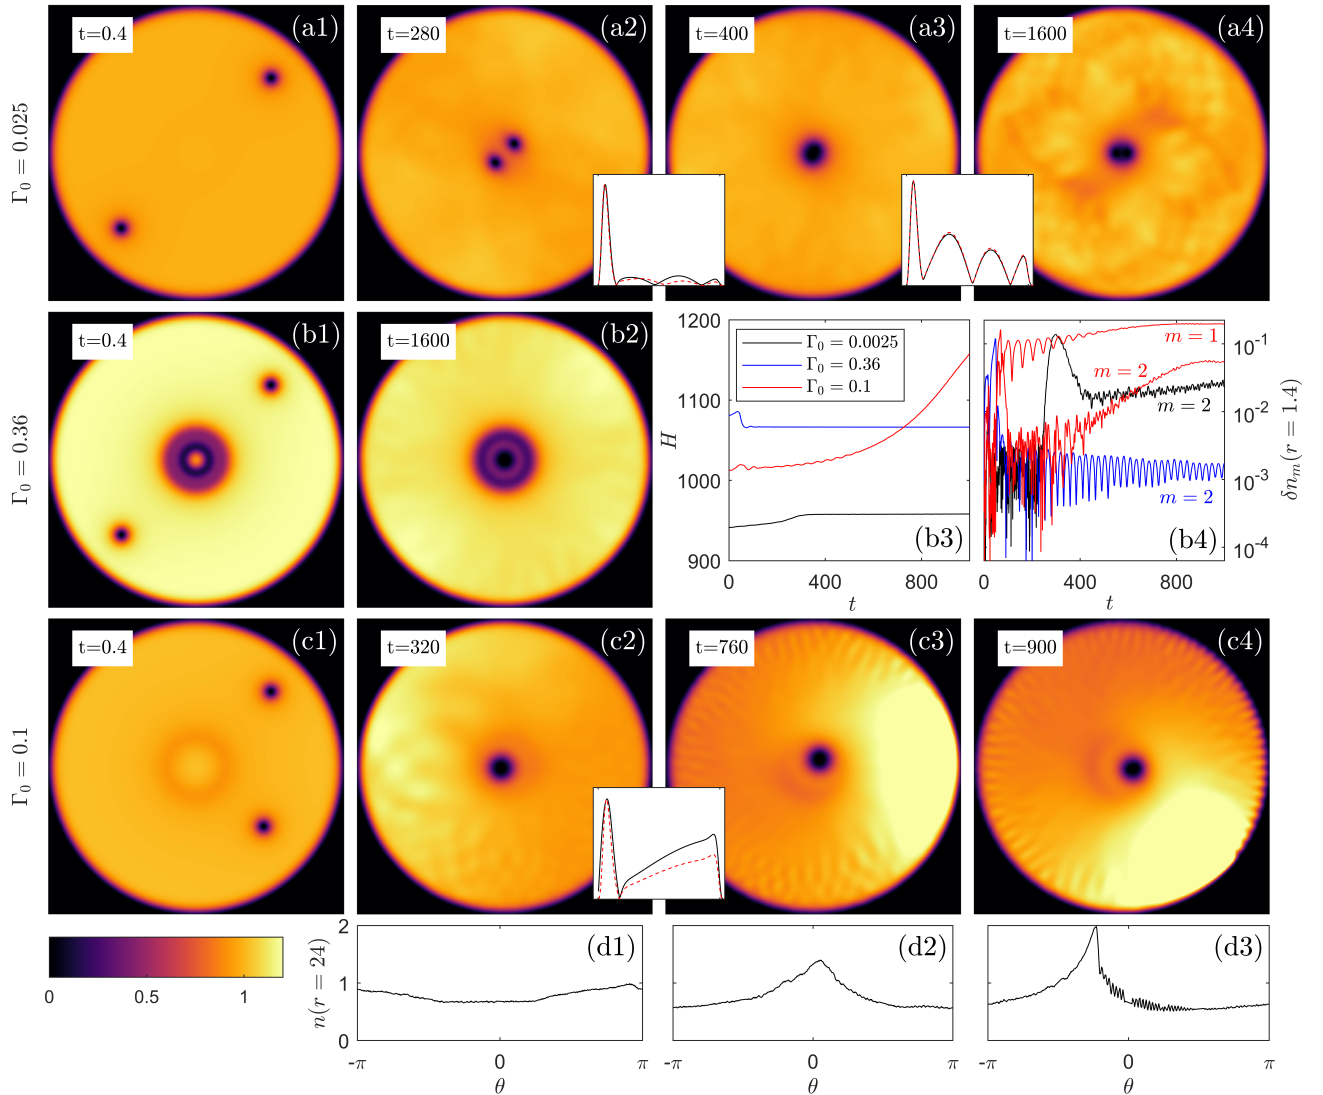 t=0.4 (a1) t=280 (a2) t=400 (a3) t=1600 (a4)
Γ₀ = 0.025
t=0.4 (b1) t=1600 (b2)
Γ₀ = 0.36
1200
1100
1000
900
H
0 400 800
t
Γ₀ = 0.0025
Γ₀ = 0.36
Γ₀ = 0.1
(b3)
m = 1
m = 2
m = 2
m = 2
(b4)
10⁻¹
10⁻²
10⁻³
10⁻⁴
δnₘ(r = 1.4)
0 400 800
t
t=0.4 (c1) t=320 (c2) t=760 (c3) t=900 (c4)
Γ₀ = 0.1
0 0.5 1
n(r = 24)
2
1
0
(d1) (d2) (d3)
-π 0 π -π 0 π -π 0 π
θ θ θ